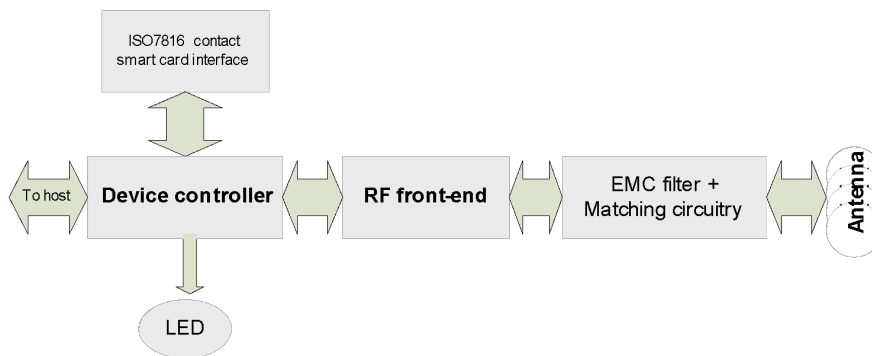 ISO7816 contact
smart card interface
To host
Device controller
RF front-end
EMC filter +
Matching circuitry
Antenna
LED